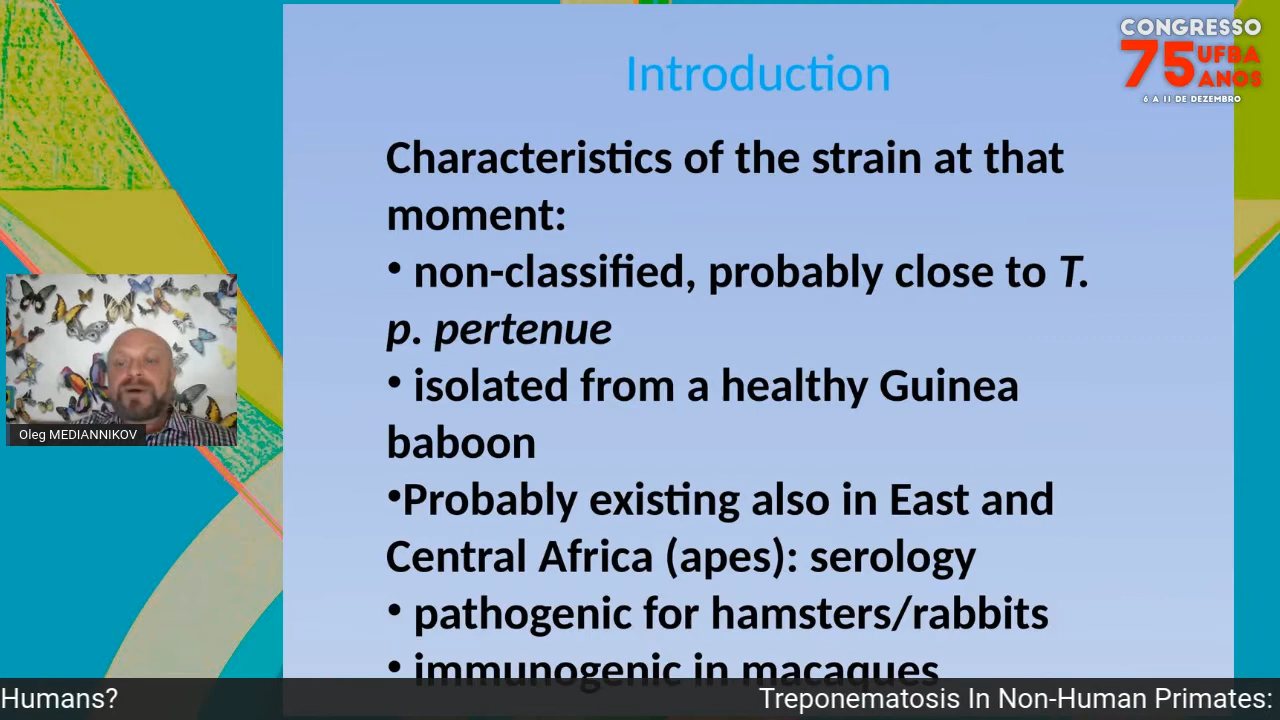 Introduction
CONGRESSO
75 UFBA
ANOS
6 A 11 DE DEZEMBRO
Characteristics of the strain at that
moment:
• non-classified, probably close to T.
p. pertenue
• isolated from a healthy Guinea
baboon
•Probably existing also in East and
Central Africa (apes): serology
• pathogenic for hamsters/rabbits
• immunogenic in macaques
Oleg MEDIANNIKOV
Humans? Treponematosis In Non-Human Primates: